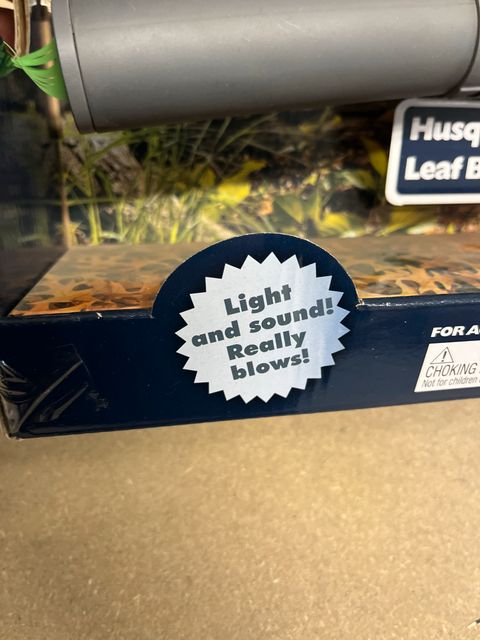 Husq
Leaf B
Light
and sound!
Really
blows!
FOR A
CHOKING
Not for children